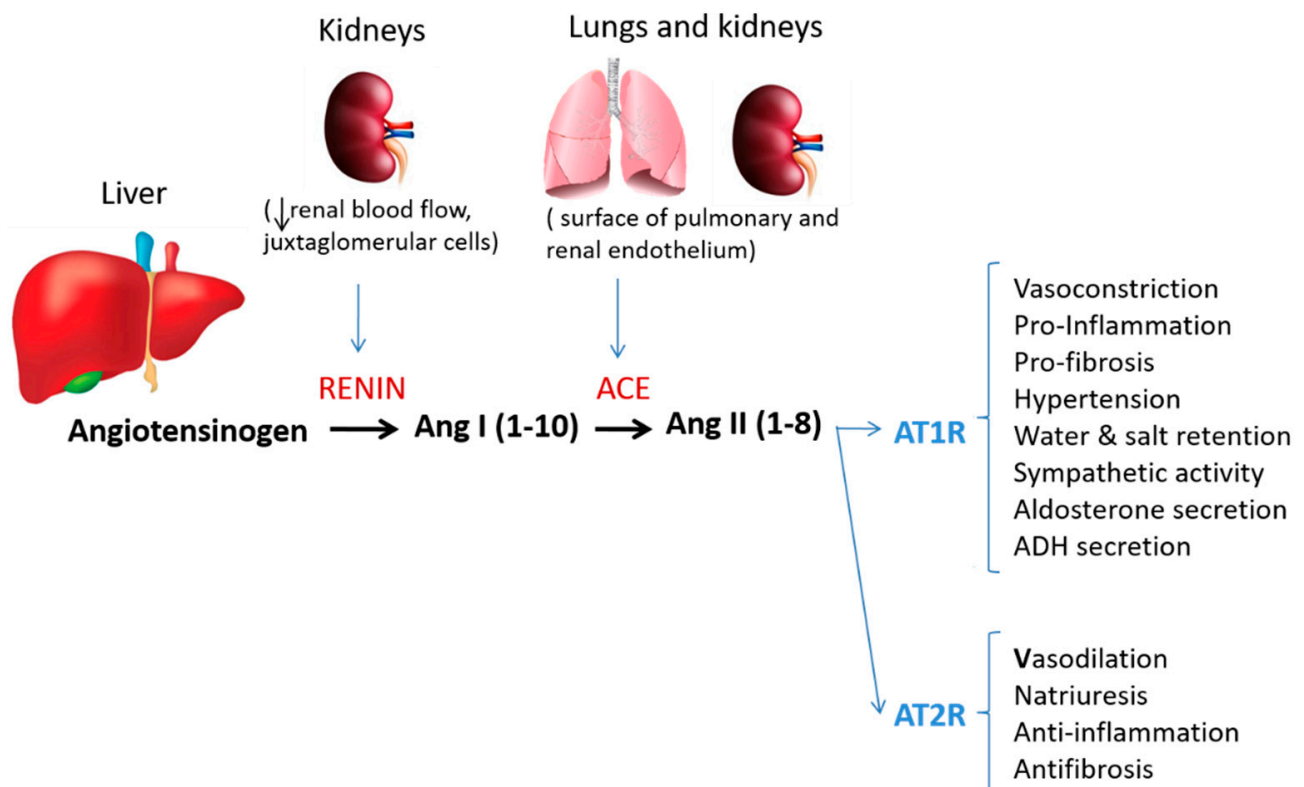 Kidneys
Lungs and kidneys
Liver
(↓renal blood flow,
juxtaglomerular cells)
( surface of pulmonary and
renal endothelium)
RENIN
ACE
Angiotensinogen
Ang I (1-10)
Ang II (1-8)
AT1R
Vasoconstriction
Pro-Inflammation
Pro-fibrosis
Hypertension
Water & salt retention
Sympathetic activity
Aldosterone secretion
ADH secretion
AT2R
Vasodilation
Natriuresis
Anti-inflammation
Antifibrosis